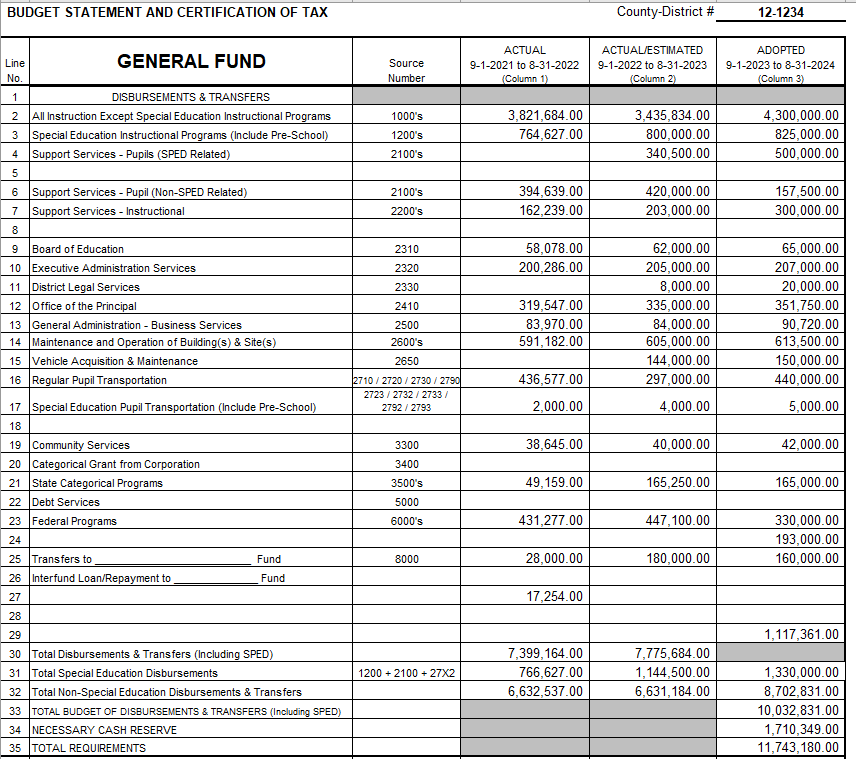 BUDGET STATEMENT AND CERTIFICATION OF TAX County-District # 12-1234
Line No. GENERAL FUND Source Number ACTUAL 9-1-2021 to 8-31-2022 (Column 1) ACTUAL/ESTIMATED 9-1-2022 to 8-31-2023 (Column 2) ADOPTED 9-1-2023 to 8-31-2024 (Column 3)
1 DISBURSEMENTS & TRANSFERS
2 All Instruction Except Special Education Instructional Programs 1000's 3,821,684.00 3,435,834.00 4,300,000.00
3 Special Education Instructional Programs (Include Pre-School) 1200's 764,627.00 800,000.00 825,000.00
4 Support Services - Pupils (SPED Related) 2100's 340,500.00 500,000.00
5
6 Support Services - Pupil (Non-SPED Related) 2100's 394,639.00 420,000.00 157,500.00
7 Support Services - Instructional 2200's 162,239.00 203,000.00 300,000.00
8
9 Board of Education 2310 58,078.00 62,000.00 65,000.00
10 Executive Administration Services 2320 200,286.00 205,000.00 207,000.00
11 District Legal Services 2330 8,000.00 20,000.00
12 Office of the Principal 2410 319,547.00 335,000.00 351,750.00
13 General Administration - Business Services 2500 83,970.00 84,000.00 90,720.00
14 Maintenance and Operation of Building(s) & Site(s) 2600's 591,182.00 605,000.00 613,500.00
15 Vehicle Acquisition & Maintenance 2650 144,000.00 150,000.00
16 Regular Pupil Transportation 2710 / 2720 / 2730 / 2790 436,577.00 297,000.00 440,000.00
17 Special Education Pupil Transportation (Include Pre-School) 2723 / 2732 / 2733 / 2792 / 2793 2,000.00 4,000.00 5,000.00
18
19 Community Services 3300 38,645.00 40,000.00 42,000.00
20 Categorical Grant from Corporation 3400
21 State Categorical Programs 3500's 49,159.00 165,250.00 165,000.00
22 Debt Services 5000
23 Federal Programs 6000's 431,277.00 447,100.00 330,000.00
24 193,000.00
25 Transfers to ____________________ Fund 8000 28,000.00 180,000.00 160,000.00
26 Interfund Loan/Repayment to ____________ Fund
27 17,254.00
28
29 1,117,361.00
30 Total Disbursements & Transfers (Including SPED) 7,399,164.00 7,775,684.00
31 Total Special Education Disbursements 1200 + 2100 + 27X2 766,627.00 1,144,500.00 1,330,000.00
32 Total Non-Special Education Disbursements & Transfers 6,632,537.00 6,631,184.00 8,702,831.00
33 TOTAL BUDGET OF DISBURSEMENTS & TRANSFERS (Including SPED) 10,032,831.00
34 NECESSARY CASH RESERVE 1,710,349.00
35 TOTAL REQUIREMENTS 11,743,180.00